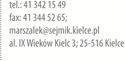 tel.: 41 342 15 49
fax: 41 344 52 65;
marszalek@sejmik.kielce.pl
al. IX Wieków Kielc 3; 25-516 Kielce